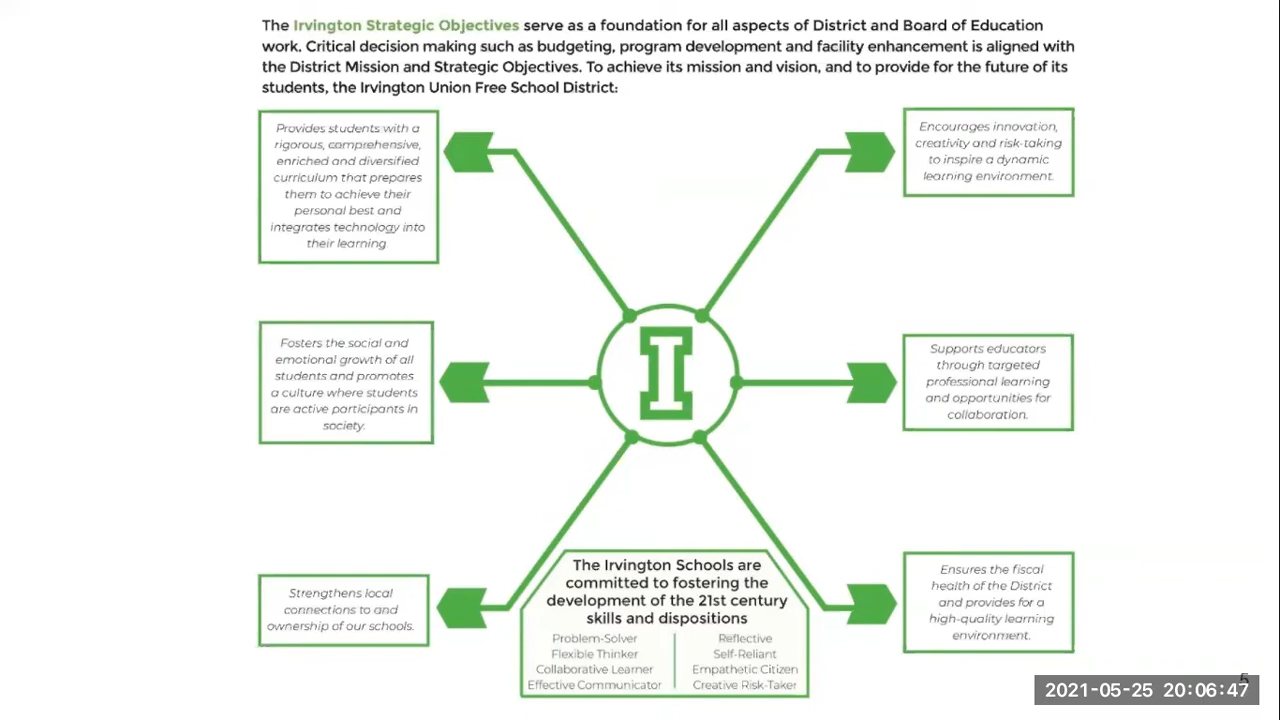 The Irvington Strategic Objectives serve as a foundation for all aspects of District and Board of Education
work. Critical decision making such as budgeting, program development and facility enhancement is aligned with
the District Mission and Strategic Objectives. To achieve its mission and vision, and to provide for the future of its
students, the Irvington Union Free School District:
Provides students with a
rigorous, comprehensive,
enriched and diversified
curriculum that prepares
them to achieve their
personal best and
integrates technology into
their learning.
Encourages innovation,
creativity and risk-taking
to inspire a dynamic
learning environment.
Fosters the social and
emotional growth of all
students and promotes
a culture where students
are active participants in
society.
I
Supports educators
through targeted
professional learning
and opportunities for
collaboration.
Strengthens local
connections to and
ownership of our schools.
The Irvington Schools are
committed to fostering the
development of the 21st century
skills and dispositions
Problem-Solver
Flexible Thinker
Collaborative Learner
Effective Communicator
Reflective
Self-Reliant
Empathetic Citizen
Creative Risk-Taker
Ensures the fiscal
health of the District
and provides for a
high-quality learning
environment.
5
2021-05-25 20:06:47